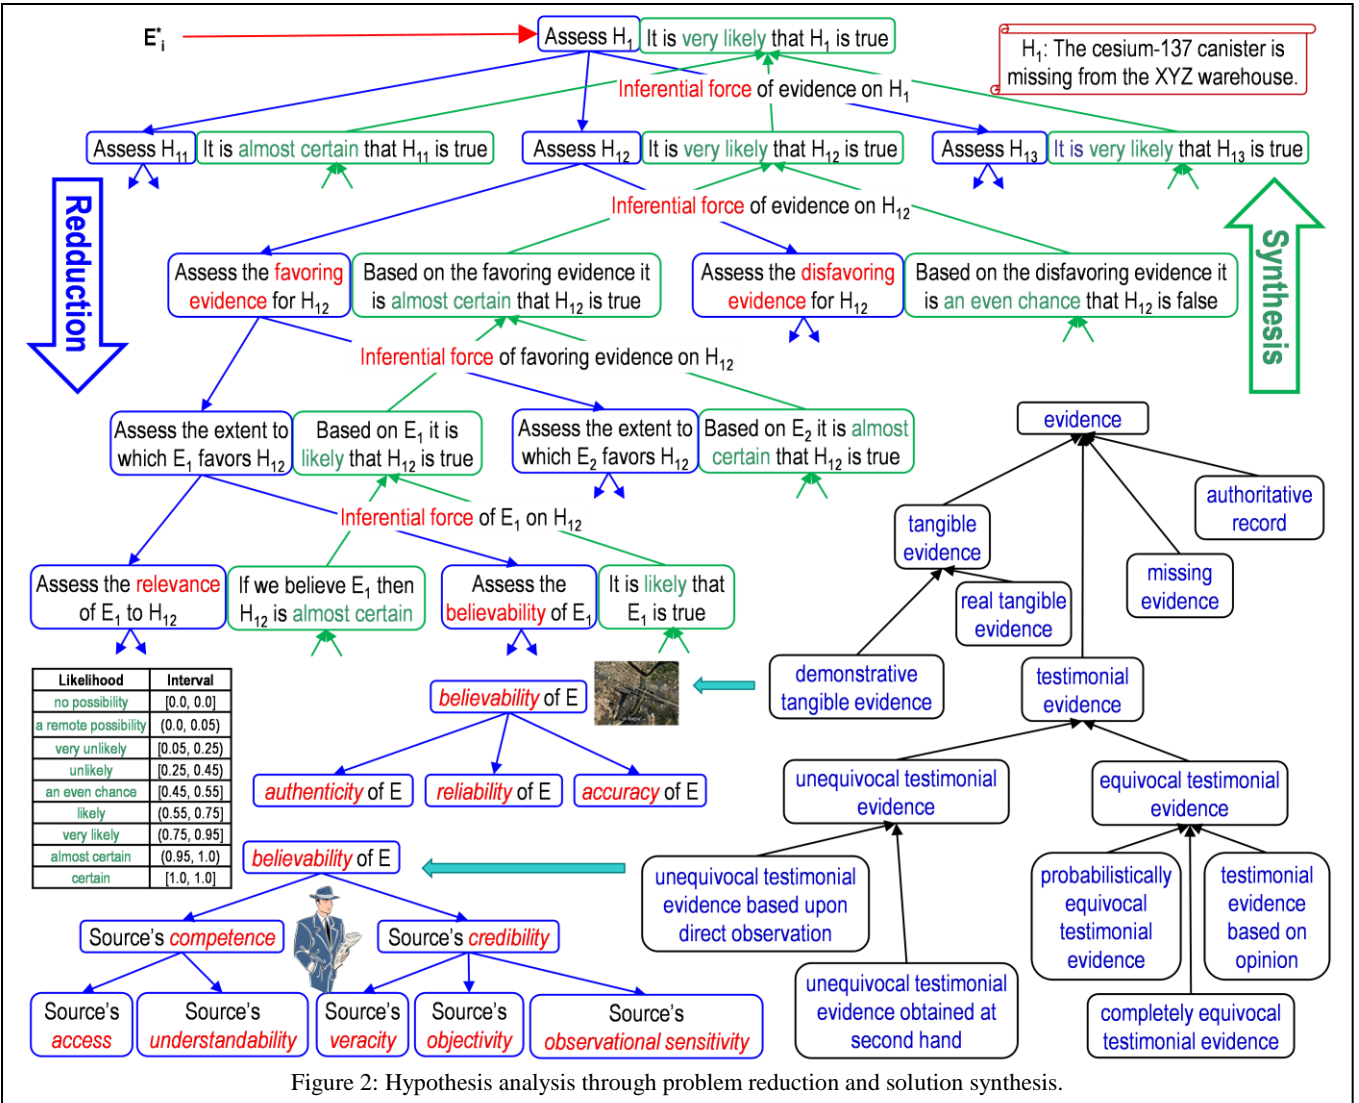 E*i
Assess H1
It is very likely that H1 is true
H1: The cesium-137 canister is
missing from the XYZ warehouse.
Inferential force of evidence on H1
Assess H11
It is almost certain that H11 is true
Assess H12
It is very likely that H12 is true
Assess H13
It is very likely that H13 is true
Redduction
Synthesis
Inferential force of evidence on H12
Assess the favoring
evidence for H12
Based on the favoring evidence it
is almost certain that H12 is true
Assess the disfavoring
evidence for H12
Based on the disfavoring evidence it
is an even chance that H12 is false
Inferential force of favoring evidence on H12
Assess the extent to
which E1 favors H12
Based on E1 it is
likely that H12 is true
Assess the extent to
which E2 favors H12
Based on E2 it is almost
certain that H12 is true
Inferential force of E1 on H12
Assess the relevance
of E1 to H12
If we believe E1 then
H12 is almost certain
Assess the
believability of E1
It is likely that
E1 is true
evidence
authoritative
record
tangible
evidence
missing
evidence
real tangible
evidence
demonstrative
tangible evidence
testimonial
evidence
Likelihood Interval
no possibility [0.0, 0.0]
a remote possibility (0.0, 0.05)
very unlikely [0.05, 0.25)
unlikely [0.25, 0.45)
an even chance [0.45, 0.55]
likely (0.55, 0.75]
very likely (0.75, 0.95]
almost certain (0.95, 1.0)
certain [1.0, 1.0]
believability of E
authenticity of E
reliability of E
accuracy of E
unequivocal testimonial
evidence
equivocal testimonial
evidence
believability of E
unequivocal testimonial
evidence based upon
direct observation
probabilistically
equivocal
testimonial
evidence
testimonial
evidence
based on
opinion
Source's competence
Source's credibility
Source's
access
Source's
understandability
Source's
veracity
Source's
objectivity
Source's
observational sensitivity
unequivocal testimonial
evidence obtained at
second hand
completely equivocal
testimonial evidence
Figure 2: Hypothesis analysis through problem reduction and solution synthesis.